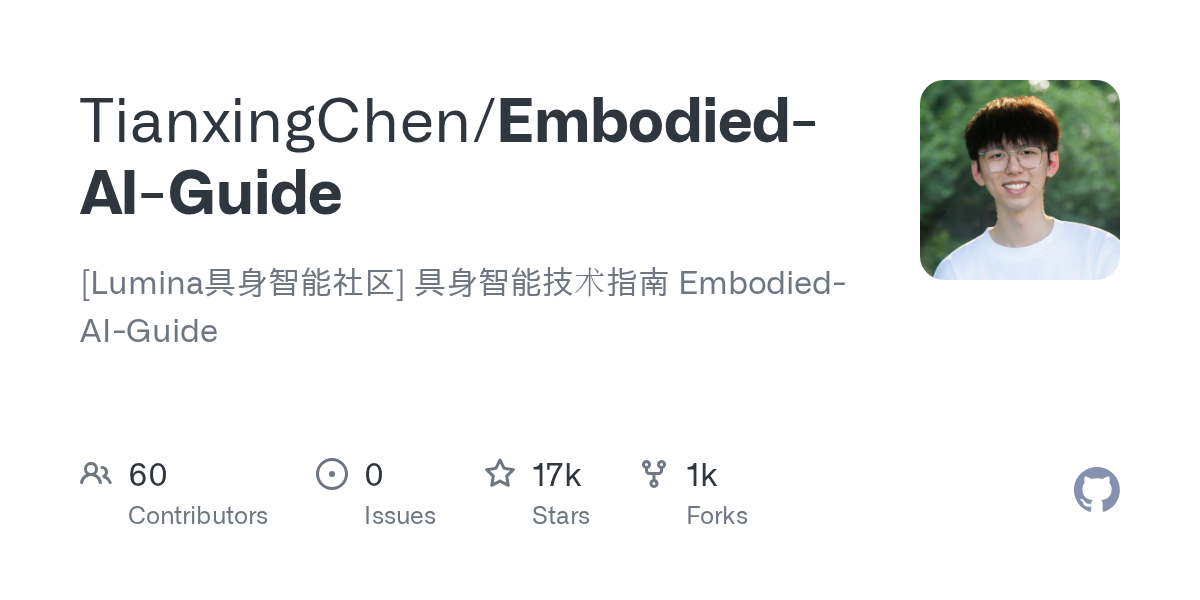 TianxingChen/Embodied-
AI-Guide
[Lumina具身智能社区] 具身智能技术指南 Embodied-
AI-Guide
60 0 17k 1k
Contributors Issues Stars Forks